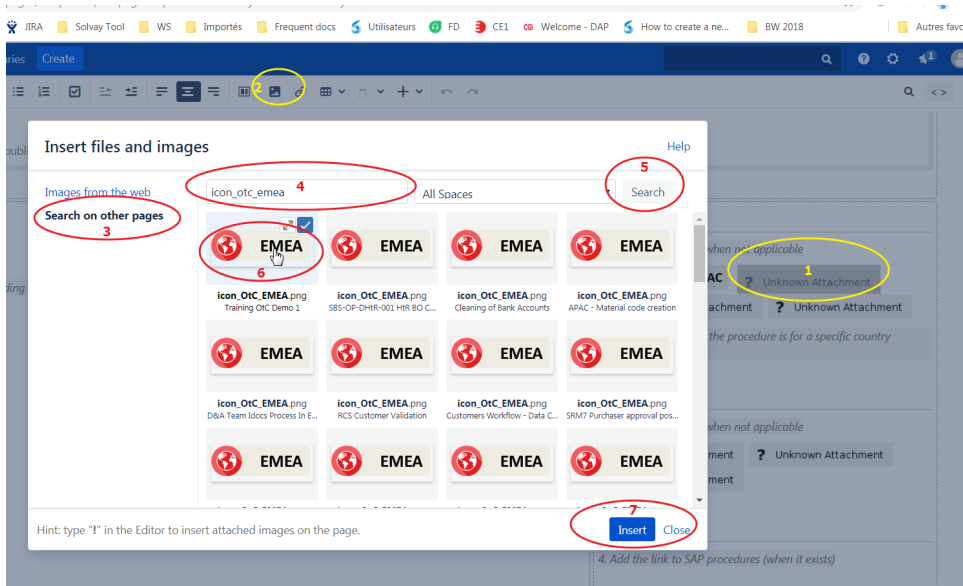 JIRA Solvay Tool WS Importés Frequent docs Utilisateurs FD CE1 CGI Welcome - DAP How to create a ne... BW 2018 Autres favo
aries Create 1
2
publi
Insert files and images Help
Images from the web
Search on other pages
3
icon_otc_emea 4 All Spaces 5 Search
EMEA EMEA EMEA EMEA
6
icon_OtC_EMEA.png icon_OtC_EMEA.png icon_OtC_EMEA.png icon_OtC_EMEA.png
Training OtC Demo 1 SBS-OP-DHtR-001 HtR BO C... Cleaning of Bank Accounts APAC - Material code creation
EMEA EMEA EMEA EMEA
icon_OtC_EMEA.png icon_OtC_EMEA.png icon_OtC_EMEA.png icon_OtC_EMEA.png
D&A Team Idocs Process In E... RCS Customer Validation Customers Workflow - Data C... SRM7 Purchaser approval pos...
EMEA EMEA EMEA EMEA
7
Hint: type "!" in the Editor to insert attached images on the page. Insert Close
ding
when not applicable
AC ? Unknown Attachment 1
achment ? Unknown Attachment
the procedure is for a specific country
when not applicable
ment ? Unknown Attachment
ment
4. Add the link to SAP procedures (when it exists)